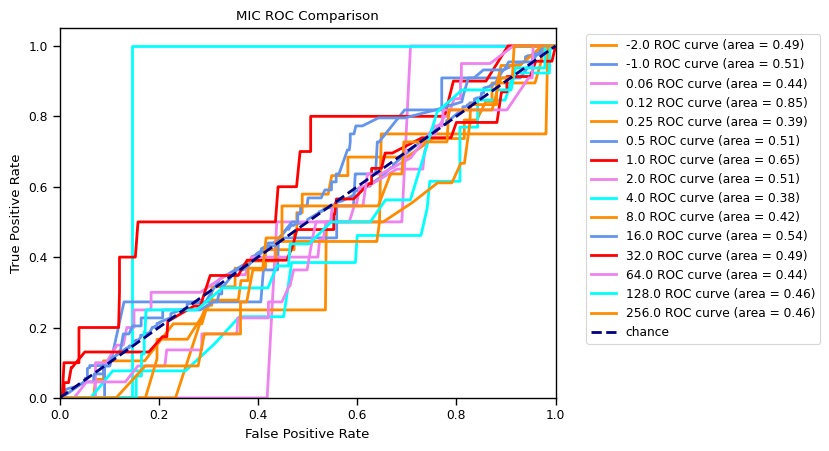 MIC ROC Comparison
1.0
0.8
0.6
0.4
0.2
0.0
True Positive Rate
0.0 0.2 0.4 0.6 0.8 1.0
False Positive Rate
-2.0 ROC curve (area = 0.49)
-1.0 ROC curve (area = 0.51)
0.06 ROC curve (area = 0.44)
0.12 ROC curve (area = 0.85)
0.25 ROC curve (area = 0.39)
0.5 ROC curve (area = 0.51)
1.0 ROC curve (area = 0.65)
2.0 ROC curve (area = 0.51)
4.0 ROC curve (area = 0.38)
8.0 ROC curve (area = 0.42)
16.0 ROC curve (area = 0.54)
32.0 ROC curve (area = 0.49)
64.0 ROC curve (area = 0.44)
128.0 ROC curve (area = 0.46)
256.0 ROC curve (area = 0.46)
chance